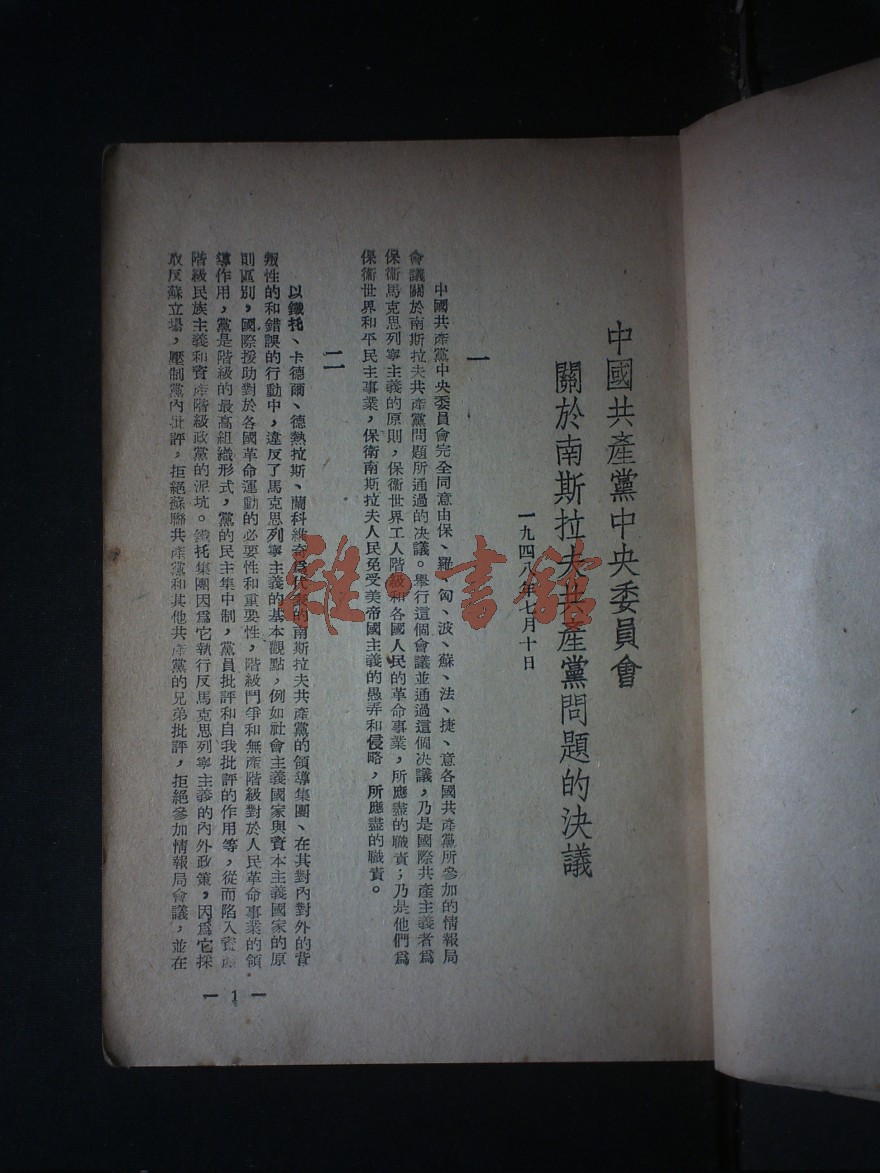 中國共產黨中央委員會
關於南斯拉夫共產黨問題的決議
一九四八年七月十日
一
中國共產黨中央委員會完全同意由保、羅、匈、波、蘇、法、捷、意各國共產黨所參加的情報局
會議關於南斯拉夫共產黨問題所通過的決議。舉行這個會議並通過這個決議，乃是國際共產主義者為
保衛馬克思列寧主義的原則，保衛世界工人階級和各國人民的革命事業，所應盡的職責；乃是他們為
保衛世界和平民主事業，保衛南斯拉夫人民免受美帝國主義的愚弄和侵略，所應盡的職責。
二
以鐵托、卡德爾、德熱拉斯、蘭科維奇為代表的南斯拉夫共產黨的領導集團、在其對內對外的背
叛性的和錯誤的行動中，違反了馬克思列寧主義的基本觀點，例如社會主義國家與資本主義國家的原
則區別，國際援助對於各國革命運動的必要性和重要性，階級鬥爭和無產階級對於人民革命事業的領
導作用，黨是階級的最高組織形式，黨的民主集中制，黨員批評和自我批評的作用等，從而陷入資產
階級民族主義和資產階級政黨的泥坑。鐵托集團因為它執行反馬克思列寧主義的內外政策，因為它採
取反蘇立場，壓制黨內批評，拒絕蘇聯共產黨和其他共產黨的兄弟批評，拒絕參加情報局會議，並在
— 1 —
雜·書館